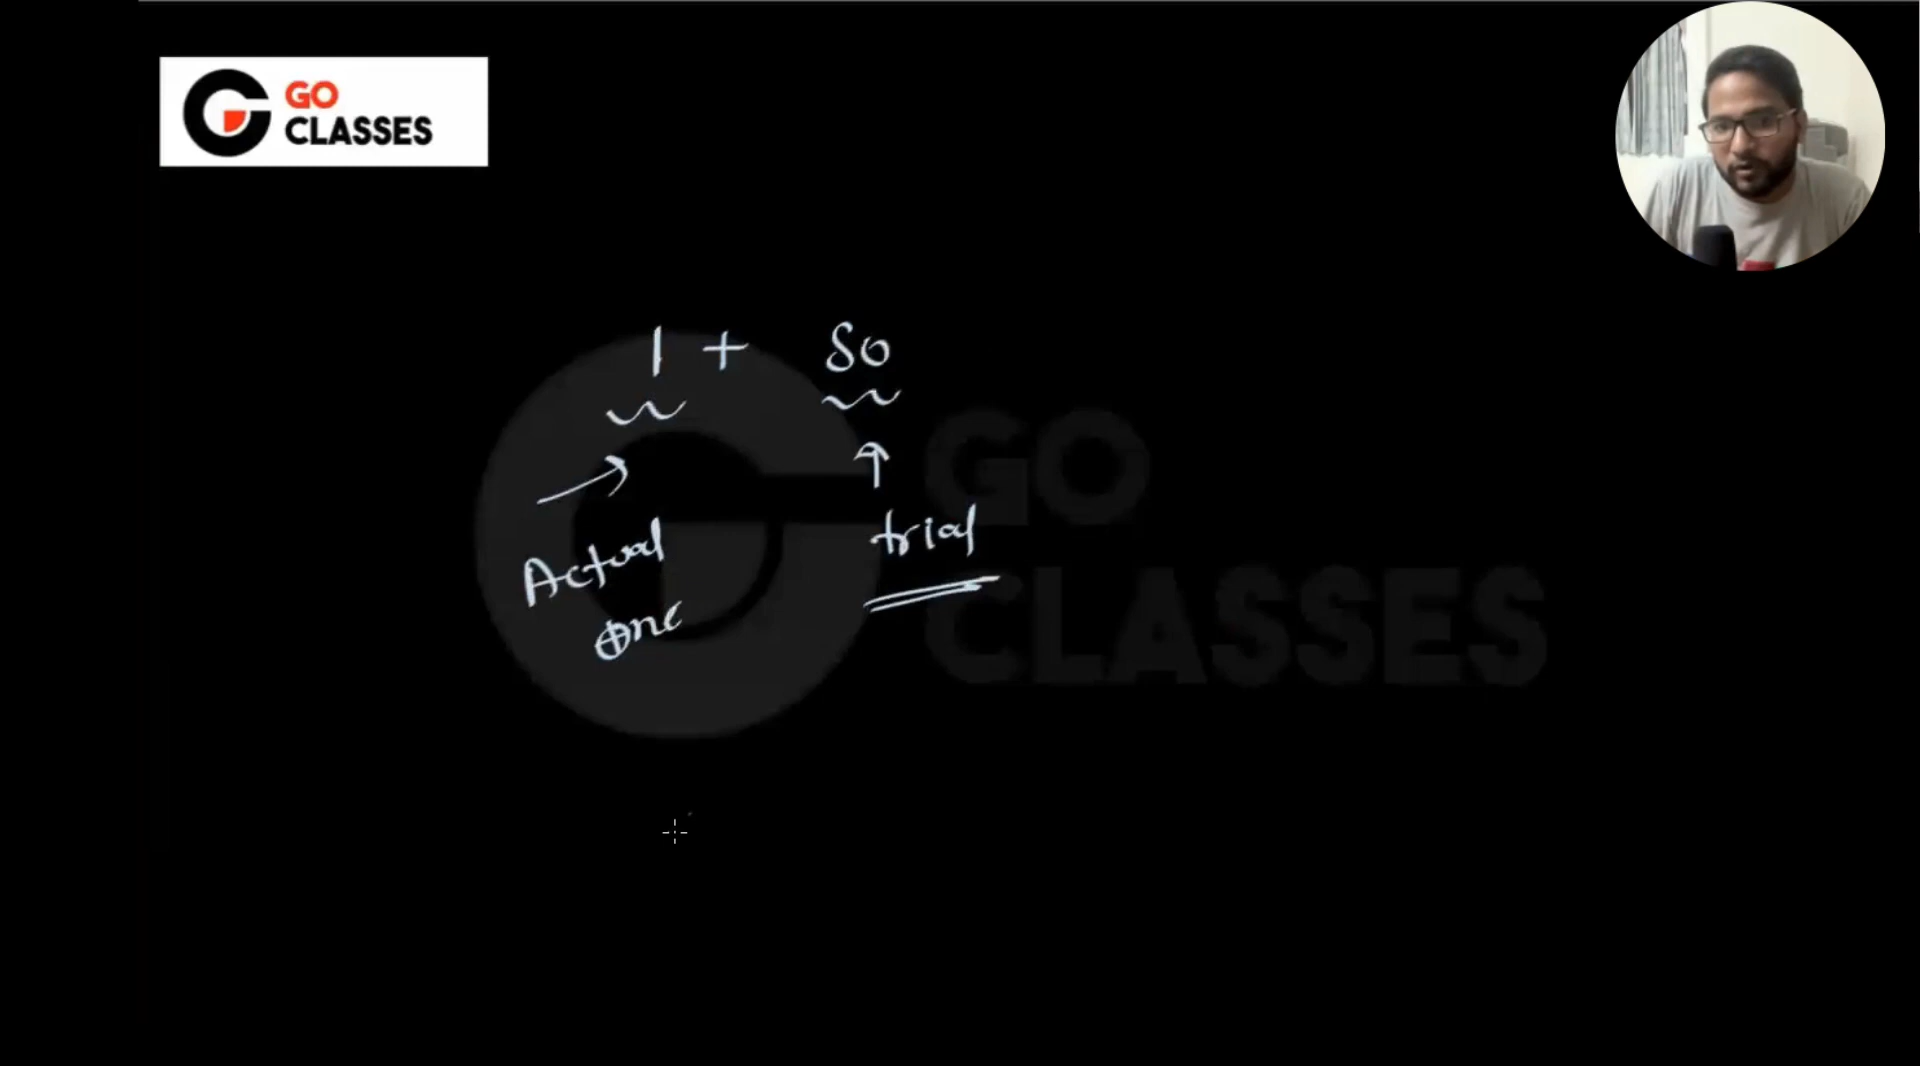 GO
CLASSES
1 + 80
Actual
One
trial
GO
CLASSES